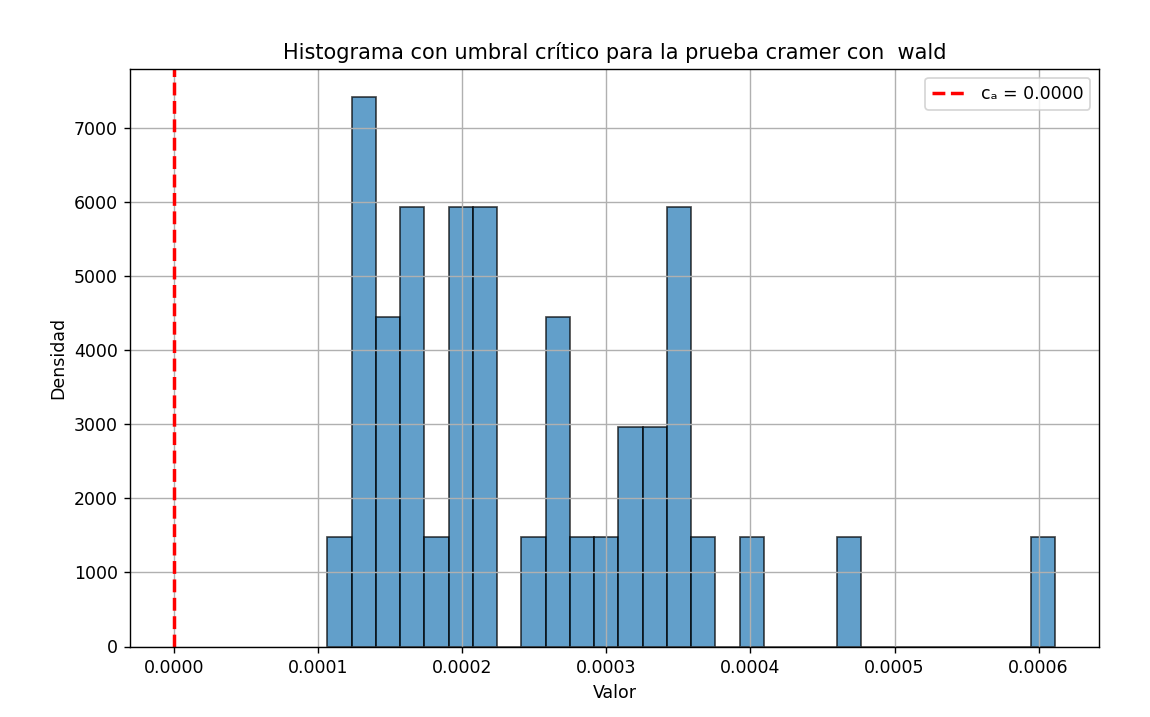 Histograma con umbral crítico para la prueba cramer con  wald
cₐ = 0.0000
Densidad
7000
6000
5000
4000
3000
2000
1000
0
0.0000 0.0001 0.0002 0.0003 0.0004 0.0005 0.0006
Valor